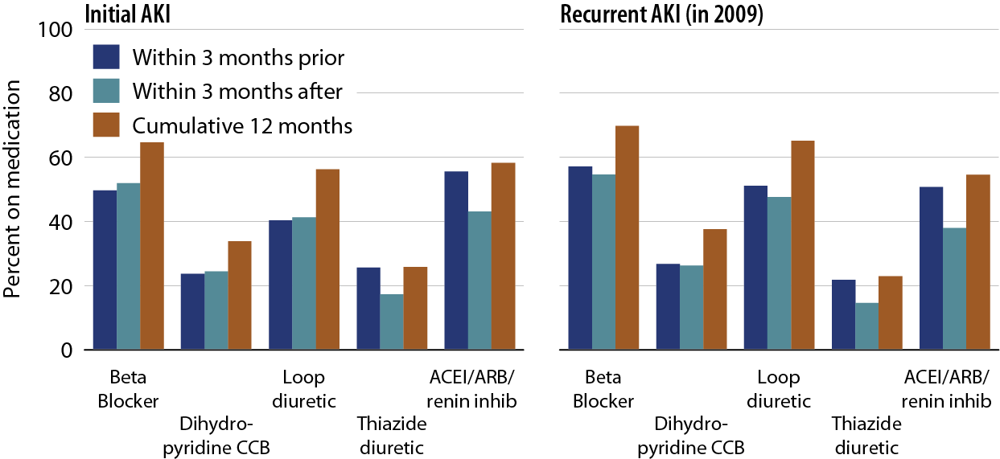 Initial AKI
Recurrent AKI (in 2009)
Percent on medication
100
80
60
40
20
0
Within 3 months prior
Within 3 months after
Cumulative 12 months
Beta
Blocker
Dihydro-
pyridine CCB
Loop
diuretic
Thiazide
diuretic
ACEI/ARB/
renin inhib
Beta
Blocker
Dihydro-
pyridine CCB
Loop
diuretic
Thiazide
diuretic
ACEI/ARB/
renin inhib